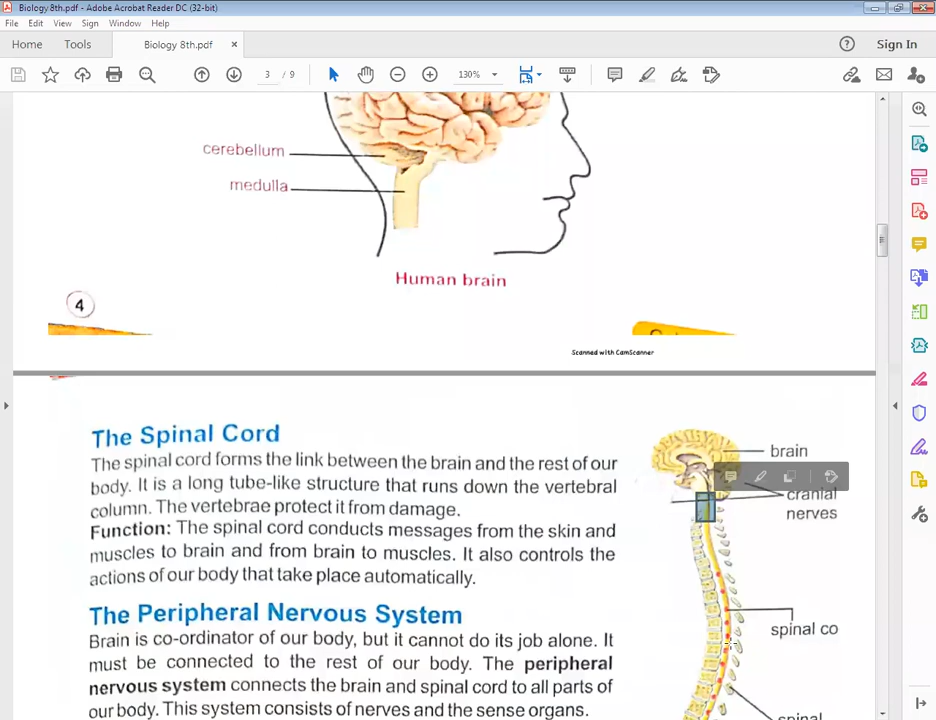 Biology 8th.pdf - Adobe Acrobat Reader DC (32-bit)
File Edit View Sign Window Help
Home Tools Biology 8th.pdf × Sign In
3 / 9 130%
cerebellum
medulla
Human brain
4
Scanned with CamScanner
The Spinal Cord
The spinal cord forms the link between the brain and the rest of our
body. It is a long tube-like structure that runs down the vertebral
column. The vertebrae protect it from damage.
Function: The spinal cord conducts messages from the skin and
muscles to brain and from brain to muscles. It also controls the
actions of our body that take place automatically.
brain
cranial
nerves
spinal co
spinal
The Peripheral Nervous System
Brain is co-ordinator of our body, but it cannot do its job alone. It
must be connected to the rest of our body. The peripheral
nervous system connects the brain and spinal cord to all parts of
our body. This system consists of nerves and the sense organs.